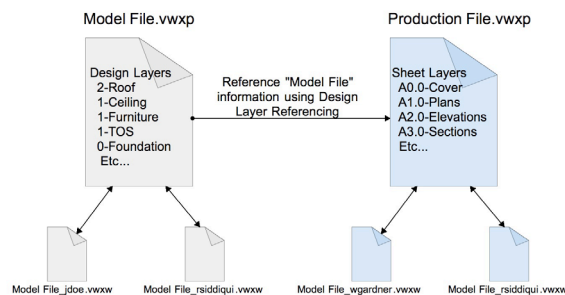 Model File.vwxp
Production File.vwxp
Design Layers
2-Roof
1-Ceiling
1-Furniture
1-TOS
0-Foundation
Etc...
Reference "Model File"
information using Design
Layer Referencing
Sheet Layers
A0.0-Cover
A1.0-Plans
A2.0-Elevations
A3.0-Sections
Etc...
Model File_jdoe.vwxw
Model File_rsiddiqui.vwxw
Model File_wgardner.vwxw
Model File_rsiddiqui.vwxw